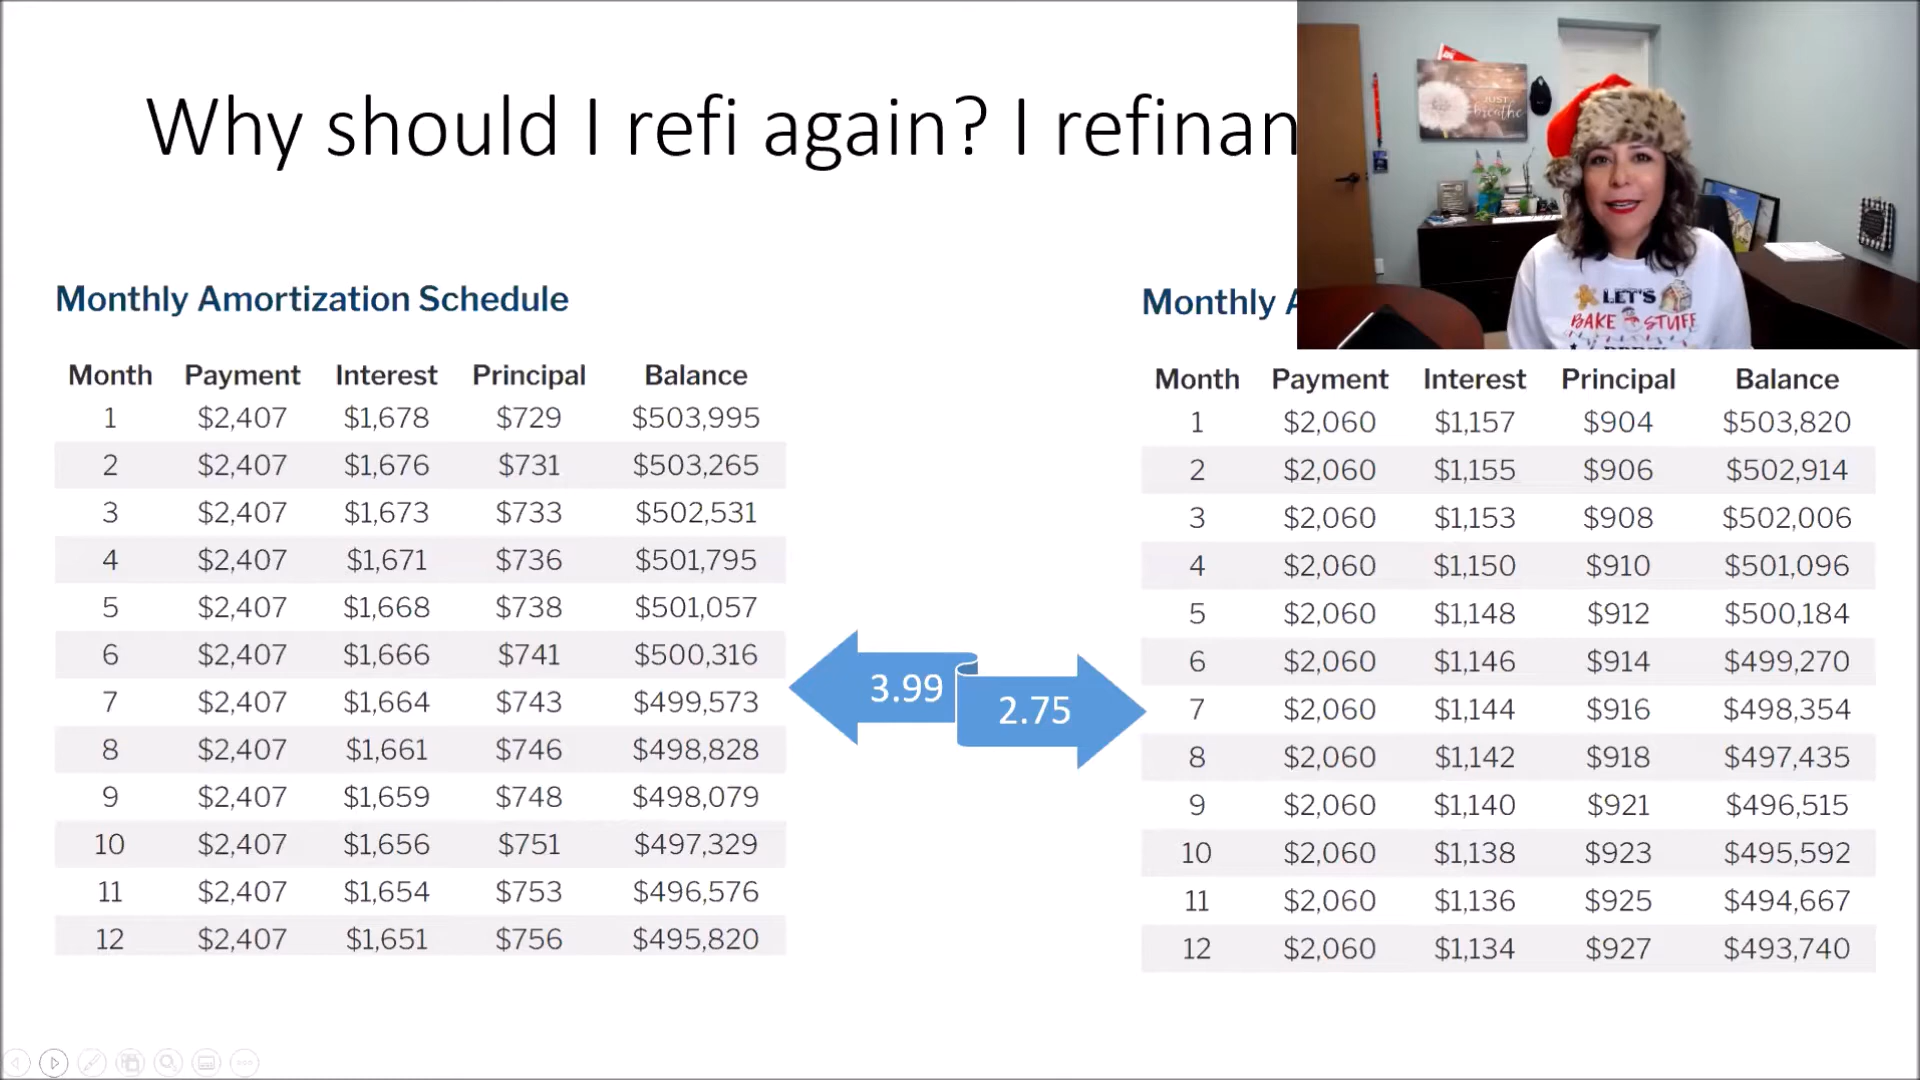 Why should I refi again? I refinan
JUST
breathe
LET'S
BAKE STUFF
Monthly Amortization Schedule
Month Payment Interest Principal Balance
1 $2,407 $1,678 $729 $503,995
2 $2,407 $1,676 $731 $503,265
3 $2,407 $1,673 $733 $502,531
4 $2,407 $1,671 $736 $501,795
5 $2,407 $1,668 $738 $501,057
6 $2,407 $1,666 $741 $500,316
7 $2,407 $1,664 $743 $499,573
8 $2,407 $1,661 $746 $498,828
9 $2,407 $1,659 $748 $498,079
10 $2,407 $1,656 $751 $497,329
11 $2,407 $1,654 $753 $496,576
12 $2,407 $1,651 $756 $495,820
3.99
2.75
Monthly A
Month Payment Interest Principal Balance
1 $2,060 $1,157 $904 $503,820
2 $2,060 $1,155 $906 $502,914
3 $2,060 $1,153 $908 $502,006
4 $2,060 $1,150 $910 $501,096
5 $2,060 $1,148 $912 $500,184
6 $2,060 $1,146 $914 $499,270
7 $2,060 $1,144 $916 $498,354
8 $2,060 $1,142 $918 $497,435
9 $2,060 $1,140 $921 $496,515
10 $2,060 $1,138 $923 $495,592
11 $2,060 $1,136 $925 $494,667
12 $2,060 $1,134 $927 $493,740